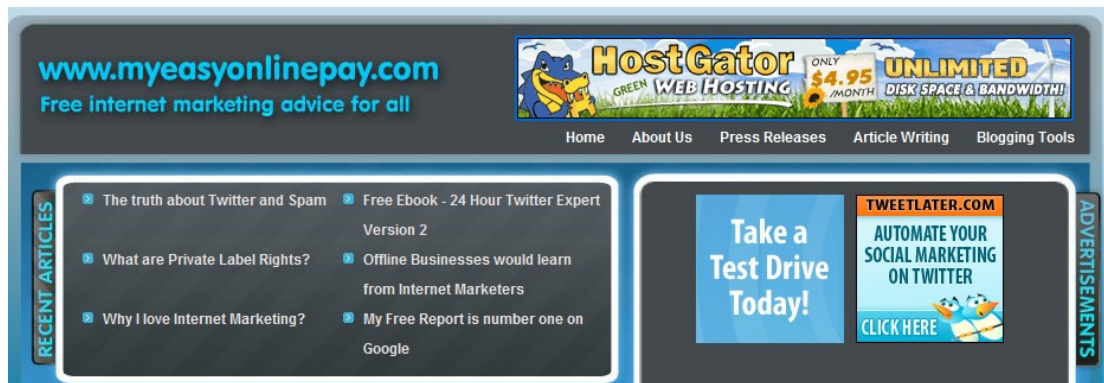 www.myeasyonlinepay.com
Free internet marketing advice for all
HostGator
GREEN WEB HOSTING
ONLY
$4.95
/MONTH
UNLIMITED
DISK SPACE & BANDWIDTH!
Home About Us Press Releases Article Writing Blogging Tools
RECENT ARTICLES
The truth about Twitter and Spam
What are Private Label Rights?
Why I love Internet Marketing?
Free Ebook - 24 Hour Twitter Expert
Version 2
Offline Businesses would learn
from Internet Marketers
My Free Report is number one on
Google
Take a
Test Drive
Today!
TWEETLATER.COM
AUTOMATE YOUR
SOCIAL MARKETING
ON TWITTER
CLICK HERE
ADVERTISEMENTS